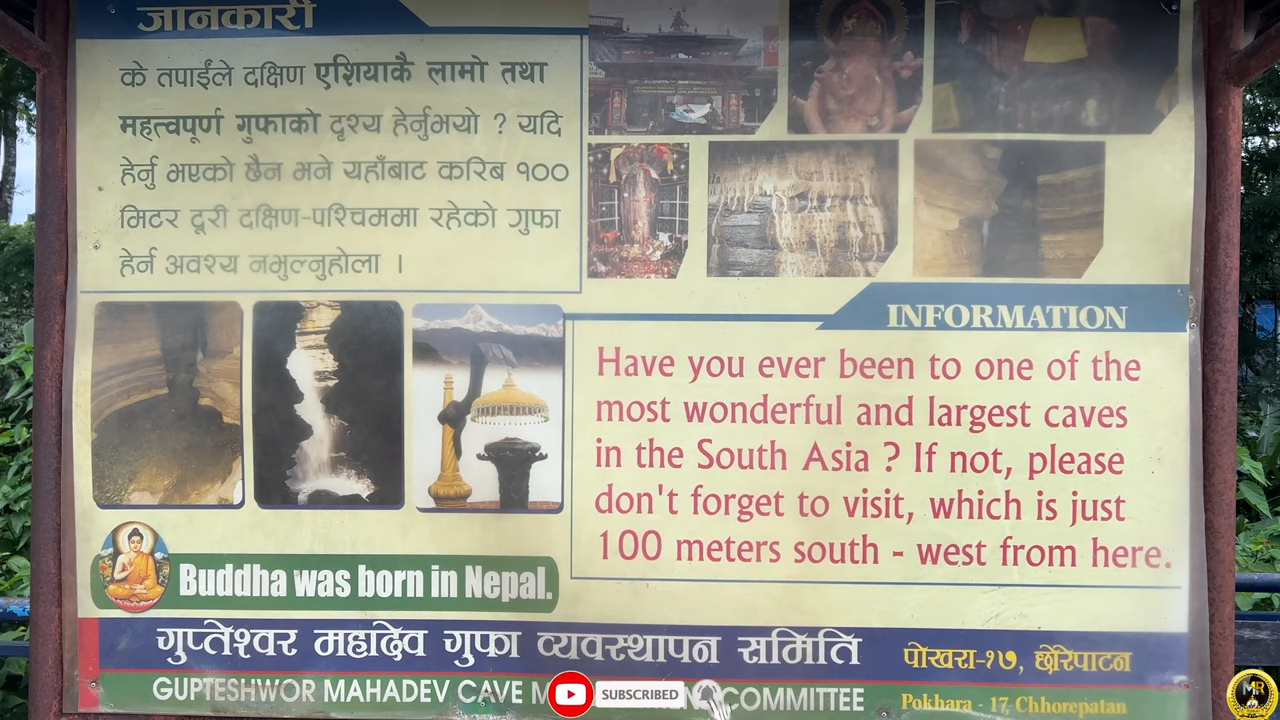 जानकारी
के तपाईंले दक्षिण एशियाकै लामो तथा
महत्वपूर्ण गुफाको दृश्य हेर्नुभयो ? यदि
हेर्नु भएको छैन भने यहाँबाट करिब १००
मिटर दूरी दक्षिण-पश्चिममा रहेको गुफा
हेर्न अवश्य नभुल्नुहोला ।
INFORMATION
Have you ever been to one of the
most wonderful and largest caves
in the South Asia ? If not, please
don't forget to visit, which is just
100 meters south - west from here.
Buddha was born in Nepal.
गुप्तेश्वर महादेव गुफा व्यवस्थापन समिति
पोखरा-१७, छोरेपाटन
GUPTESHWOR MAHADEV CAVE COMMITTEE
Pokhara - 17 Chhorepatan
SUBSCRIBED
MR